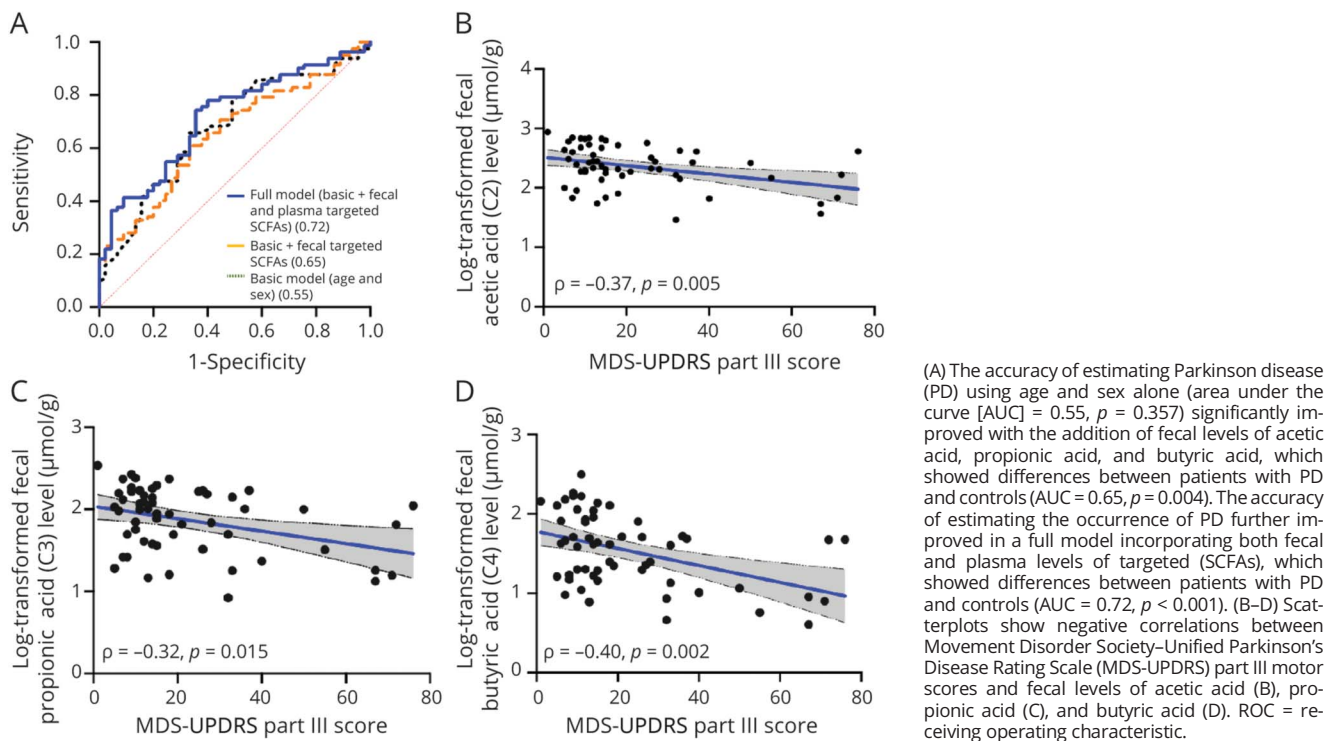 A
1.0
0.8
0.6
0.4
0.2
0.0
Sensitivity
0.0 0.2 0.4 0.6 0.8 1.0
1-Specificity
Full model (basic + fecal
and plasma targeted
SCFAs) (0.72)
Basic + fecal targeted
SCFAs (0.65)
Basic model (age and
sex) (0.55)
B
Log-transformed fecal
acetic acid (C2) level (μmol/g)
4
3
2
1
0
ρ = –0.37, p = 0.005
0 20 40 60 80
MDS-UPDRS part III score
C
Log-transformed fecal
propionic acid (C3) level (μmol/g)
3
2
1
0
ρ = –0.32, p = 0.015
0 20 40 60 80
MDS-UPDRS part III score
D
Log-transformed fecal
butyric acid (C4) level (μmol/g)
3
2
1
0
ρ = –0.40, p = 0.002
0 20 40 60 80
MDS-UPDRS part III score
(A) The accuracy of estimating Parkinson disease
(PD) using age and sex alone (area under the
curve [AUC] = 0.55, p = 0.357) significantly im-
proved with the addition of fecal levels of acetic
acid, propionic acid, and butyric acid, which
showed differences between patients with PD
and controls (AUC = 0.65, p = 0.004). The accuracy
of estimating the occurrence of PD further im-
proved in a full model incorporating both fecal
and plasma levels of targeted (SCFAs), which
showed differences between patients with PD
and controls (AUC = 0.72, p < 0.001). (B–D) Scat-
terplots show negative correlations between
Movement Disorder Society–Unified Parkinson's
Disease Rating Scale (MDS-UPDRS) part III motor
scores and fecal levels of acetic acid (B), pro-
pionic acid (C), and butyric acid (D). ROC = re-
ceiving operating characteristic.